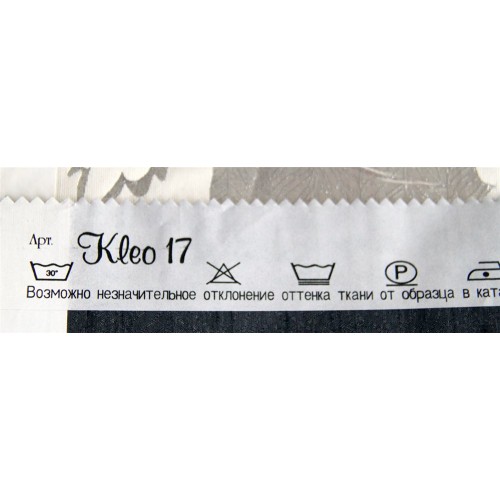 Арт. Kleo 17
30°
P
Возможно незначительное отклонение оттенка ткани от образца в ката